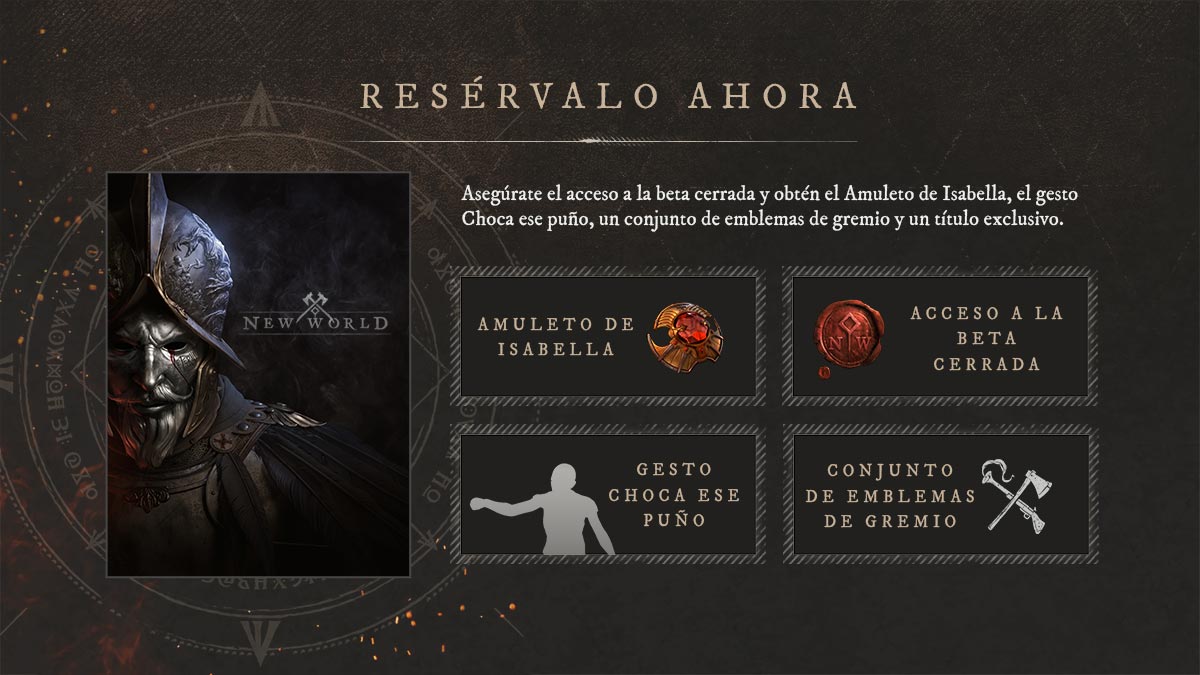 RESÉRVALO AHORA
NEW WORLD
Asegúrate el acceso a la beta cerrada y obtén el Amuleto de Isabella, el gesto
Choca ese puño, un conjunto de emblemas de gremio y un título exclusivo.
AMULETO DE
ISABELLA
N W
ACCESO A LA
BETA
CERRADA
GESTO
CHOCA ESE
PUÑO
CONJUNTO
DE EMBLEMAS
DE GREMIO